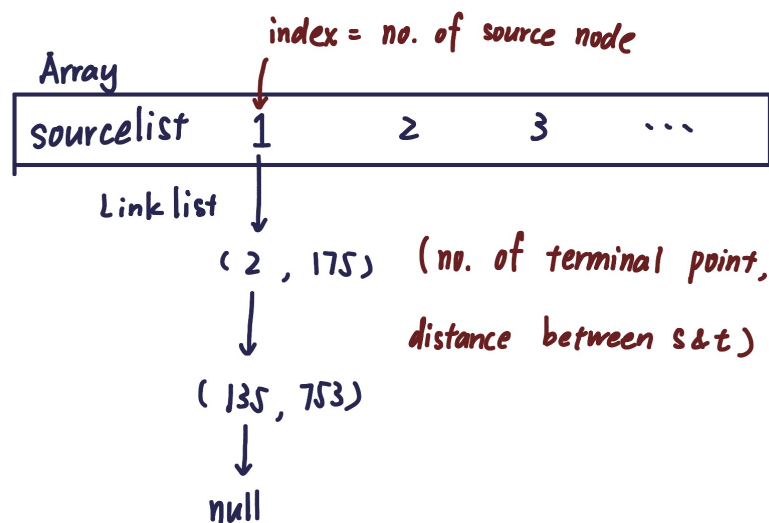 index = no. of source node
Array
sourcelist 1 2 3 ...
Link list
(2, 175) (no. of terminal point,
distance between s&t)
(135, 753)
null